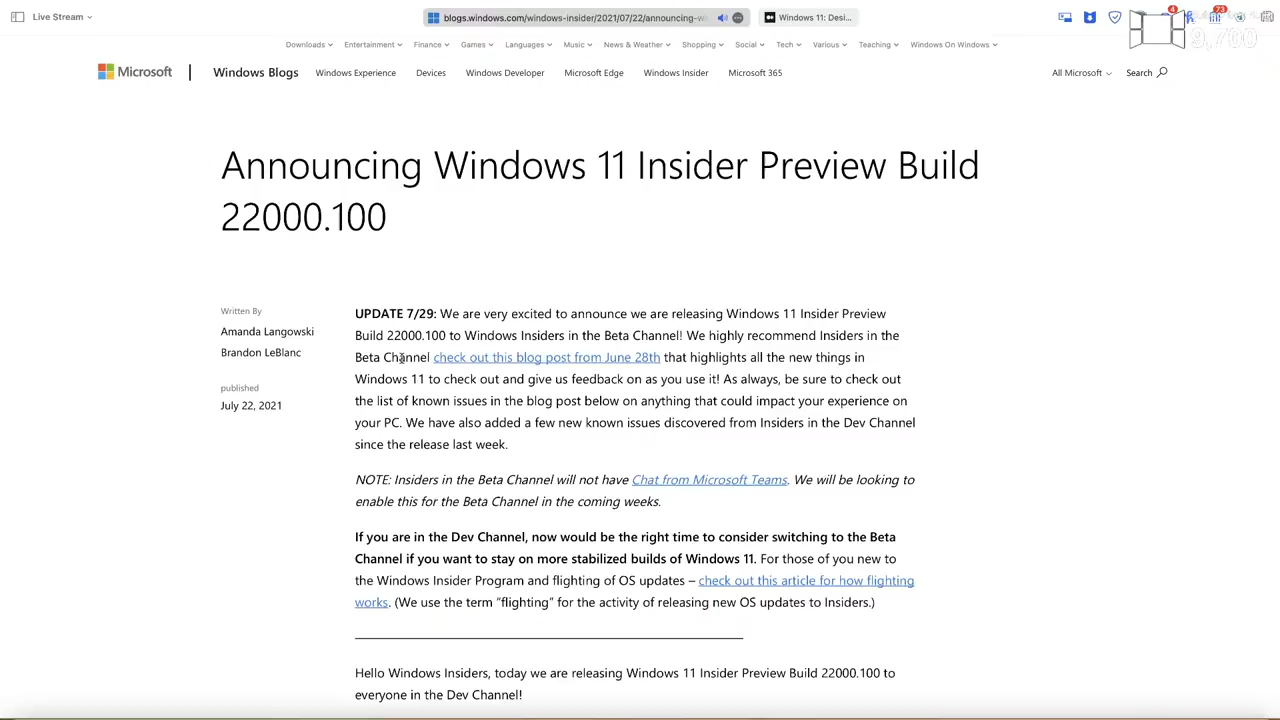 Live Stream
blogs.windows.com/windows-insider/2021/07/22/announcing-wi
Windows 11: Desi...
4
73
9,700
Downloads
Entertainment
Finance
Games
Languages
Music
News & Weather
Shopping
Social
Tech
Various
Teaching
Windows On Windows
Microsoft
Windows Blogs
Windows Experience
Devices
Windows Developer
Microsoft Edge
Windows Insider
Microsoft 365
All Microsoft
Search
Announcing Windows 11 Insider Preview Build
22000.100
Written By
Amanda Langowski
Brandon LeBlanc
published
July 22, 2021
UPDATE 7/29: We are very excited to announce we are releasing Windows 11 Insider Preview
Build 22000.100 to Windows Insiders in the Beta Channel! We highly recommend Insiders in the
Beta Channel check out this blog post from June 28th that highlights all the new things in
Windows 11 to check out and give us feedback on as you use it! As always, be sure to check out
the list of known issues in the blog post below on anything that could impact your experience on
your PC. We have also added a few new known issues discovered from Insiders in the Dev Channel
since the release last week.
NOTE: Insiders in the Beta Channel will not have Chat from Microsoft Teams. We will be looking to
enable this for the Beta Channel in the coming weeks.
If you are in the Dev Channel, now would be the right time to consider switching to the Beta
Channel if you want to stay on more stabilized builds of Windows 11. For those of you new to
the Windows Insider Program and flighting of OS updates – check out this article for how flighting
works. (We use the term “flighting” for the activity of releasing new OS updates to Insiders.)
Hello Windows Insiders, today we are releasing Windows 11 Insider Preview Build 22000.100 to
everyone in the Dev Channel!